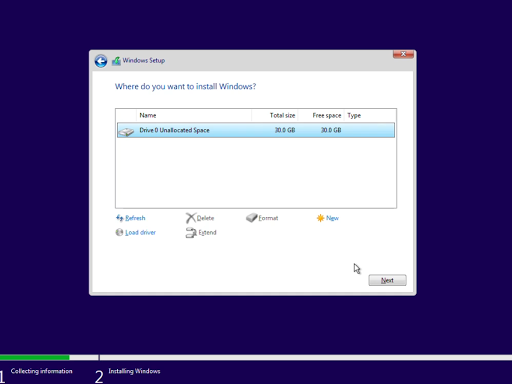 Windows Setup
Where do you want to install Windows?
Name Total size Free space Type
Drive 0 Unallocated Space 30.0 GB 30.0 GB
Refresh Delete Format New
Load driver Extend
Next
1 Collecting information 2 Installing Windows